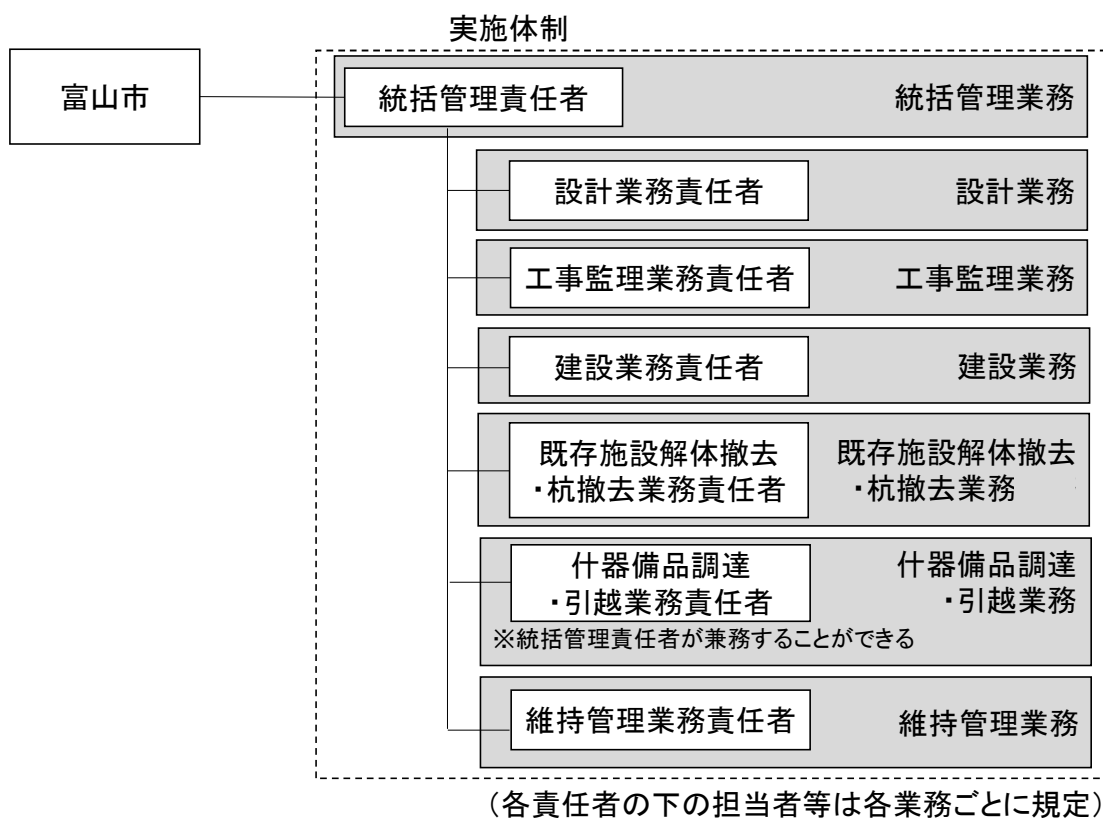 実施体制
富山市
統括管理責任者
統括管理業務
設計業務責任者
設計業務
工事監理業務責任者
工事監理業務
建設業務責任者
建設業務
既存施設解体撤去
・杭撤去業務責任者
既存施設解体撤去
・杭撤去業務
什器備品調達
・引越業務責任者
什器備品調達
・引越業務
※統括管理責任者が兼務することができる
維持管理業務責任者
維持管理業務
(各責任者の下の担当者等は各業務ごとに規定)